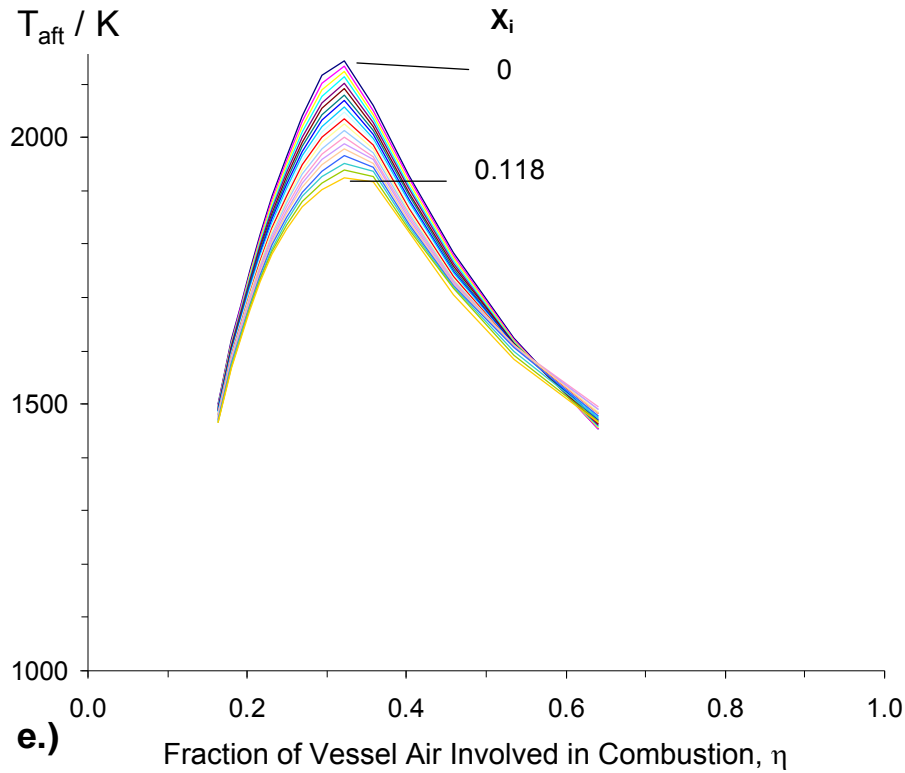 T_aft / K
X_i
0
0.118
2000
1500
1000
0.0 0.2 0.4 0.6 0.8 1.0
e.)
Fraction of Vessel Air Involved in Combustion, η